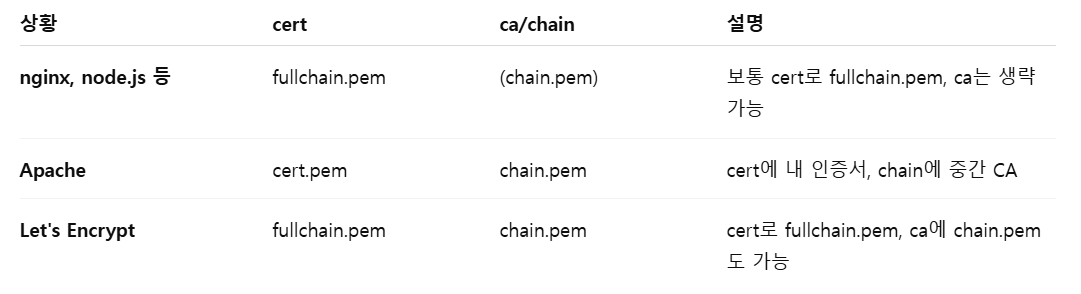 상황 cert ca/chain 설명
nginx, node.js 등 fullchain.pem (chain.pem) 보통 cert로 fullchain.pem, ca는 생략
가능
Apache cert.pem chain.pem cert에 내 인증서, chain에 중간 CA
Let's Encrypt fullchain.pem chain.pem cert로 fullchain.pem, ca에 chain.pem
도 가능